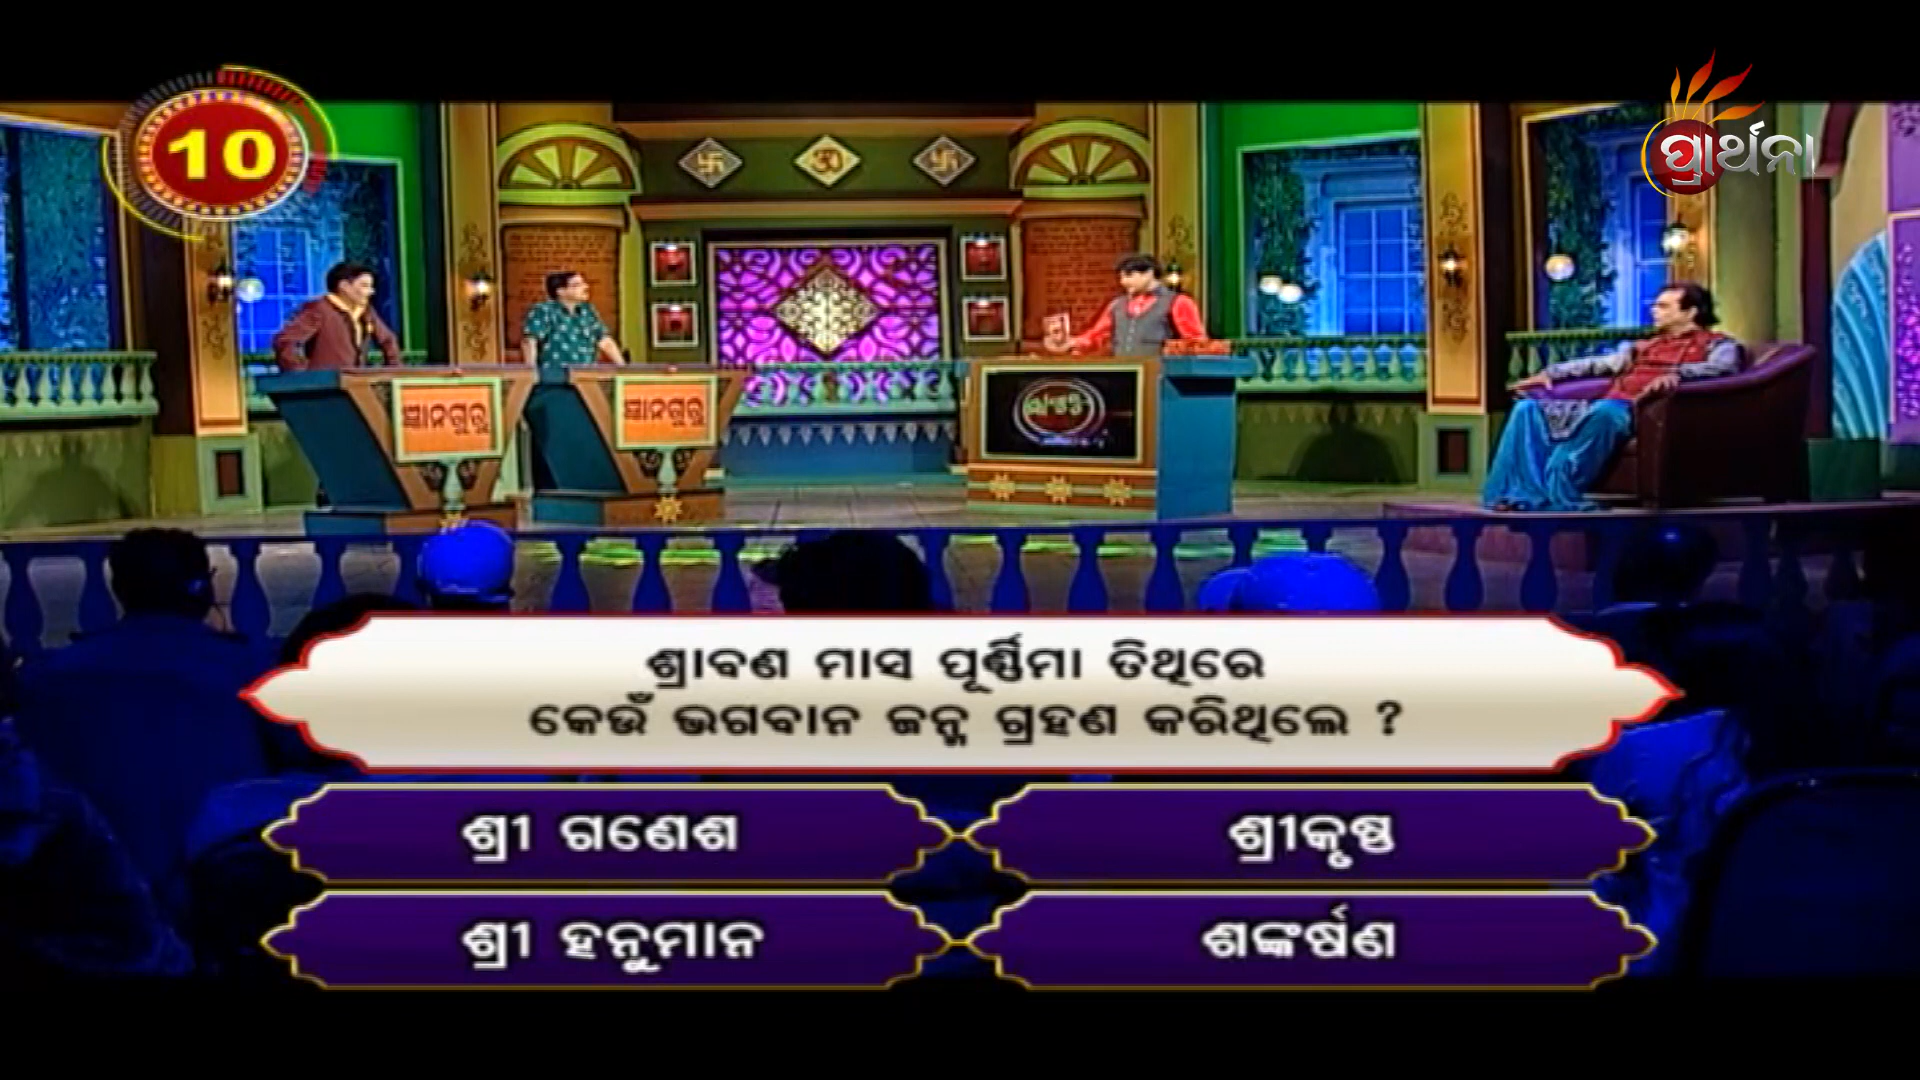 10
ପ୍ରାର୍ଥନା
ଜ୍ଞାନଗୁରୁ
ଜ୍ଞାନଗୁରୁ
ଶ୍ରାବଣ ମାସ ପୂର୍ଣ୍ଣିମା ତିଥିରେ
କେଉଁ ଭଗବାନ ଜନ୍ମ ଗ୍ରହଣ କରିଥିଲେ ?
ଶ୍ରୀ ଗଣେଶ
ଶ୍ରୀକୃଷ୍ଣ
ଶ୍ରୀ ହନୁମାନ
ଶଙ୍କର୍ଷଣ